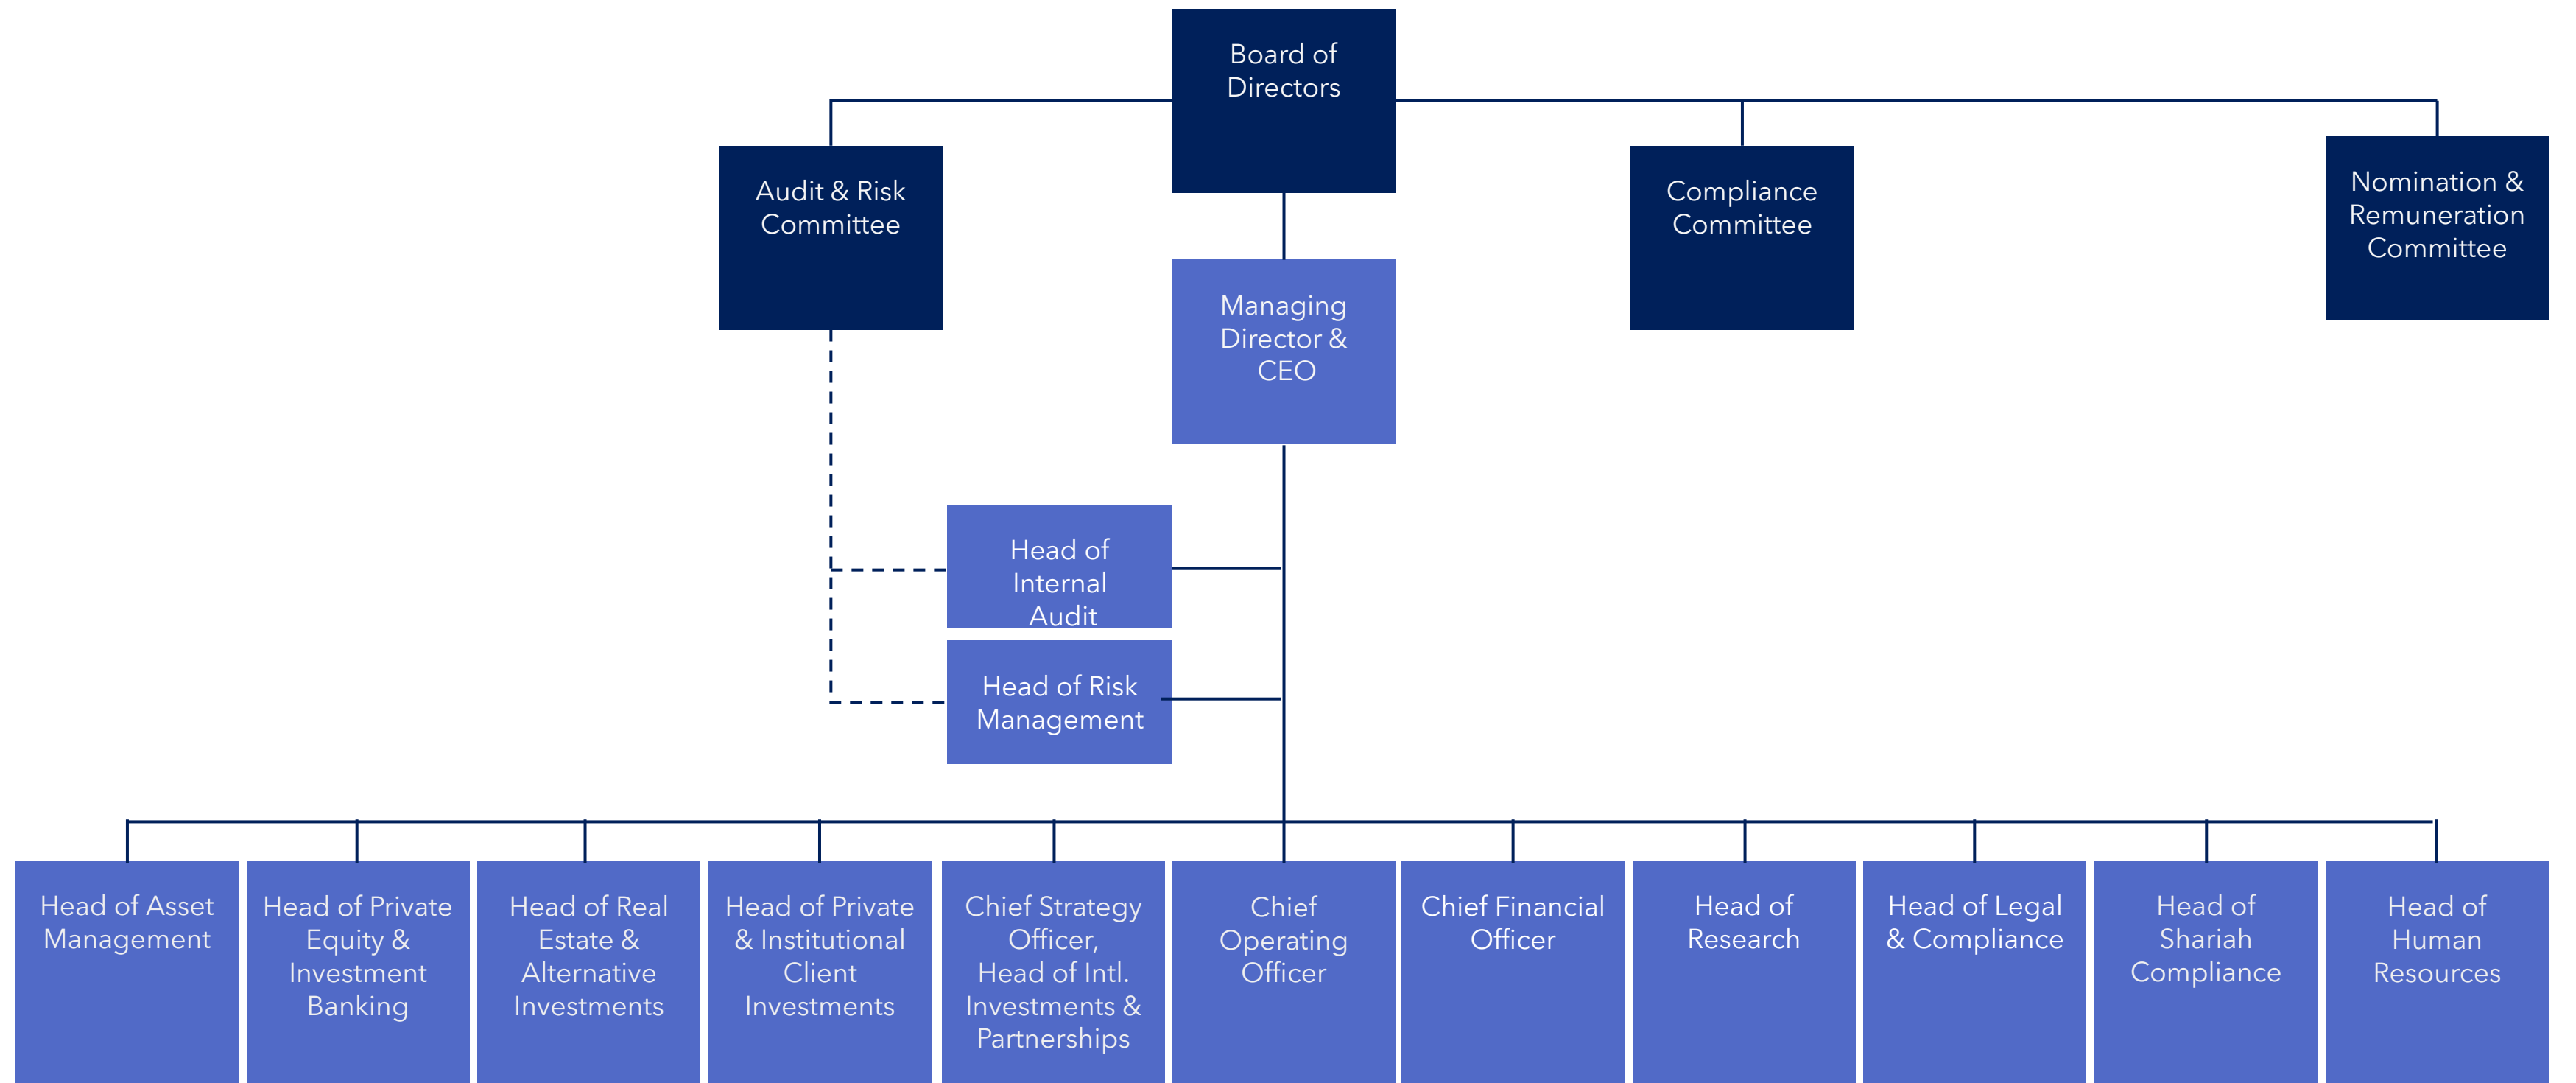 Board of
Directors
Audit & Risk
Committee
Compliance
Committee
Nomination &
Remuneration
Committee
Managing
Director &
CEO
Head of
Internal
Audit
Head of Risk
Management
Head of Asset
Management
Head of Private
Equity &
Investment
Banking
Head of Real
Estate &
Alternative
Investments
Head of Private
& Institutional
Client
Investments
Chief Strategy
Officer,
Head of Intl.
Investments &
Partnerships
Chief
Operating
Officer
Chief Financial
Officer
Head of
Research
Head of Legal
& Compliance
Head of
Shariah
Compliance
Head of
Human
Resources